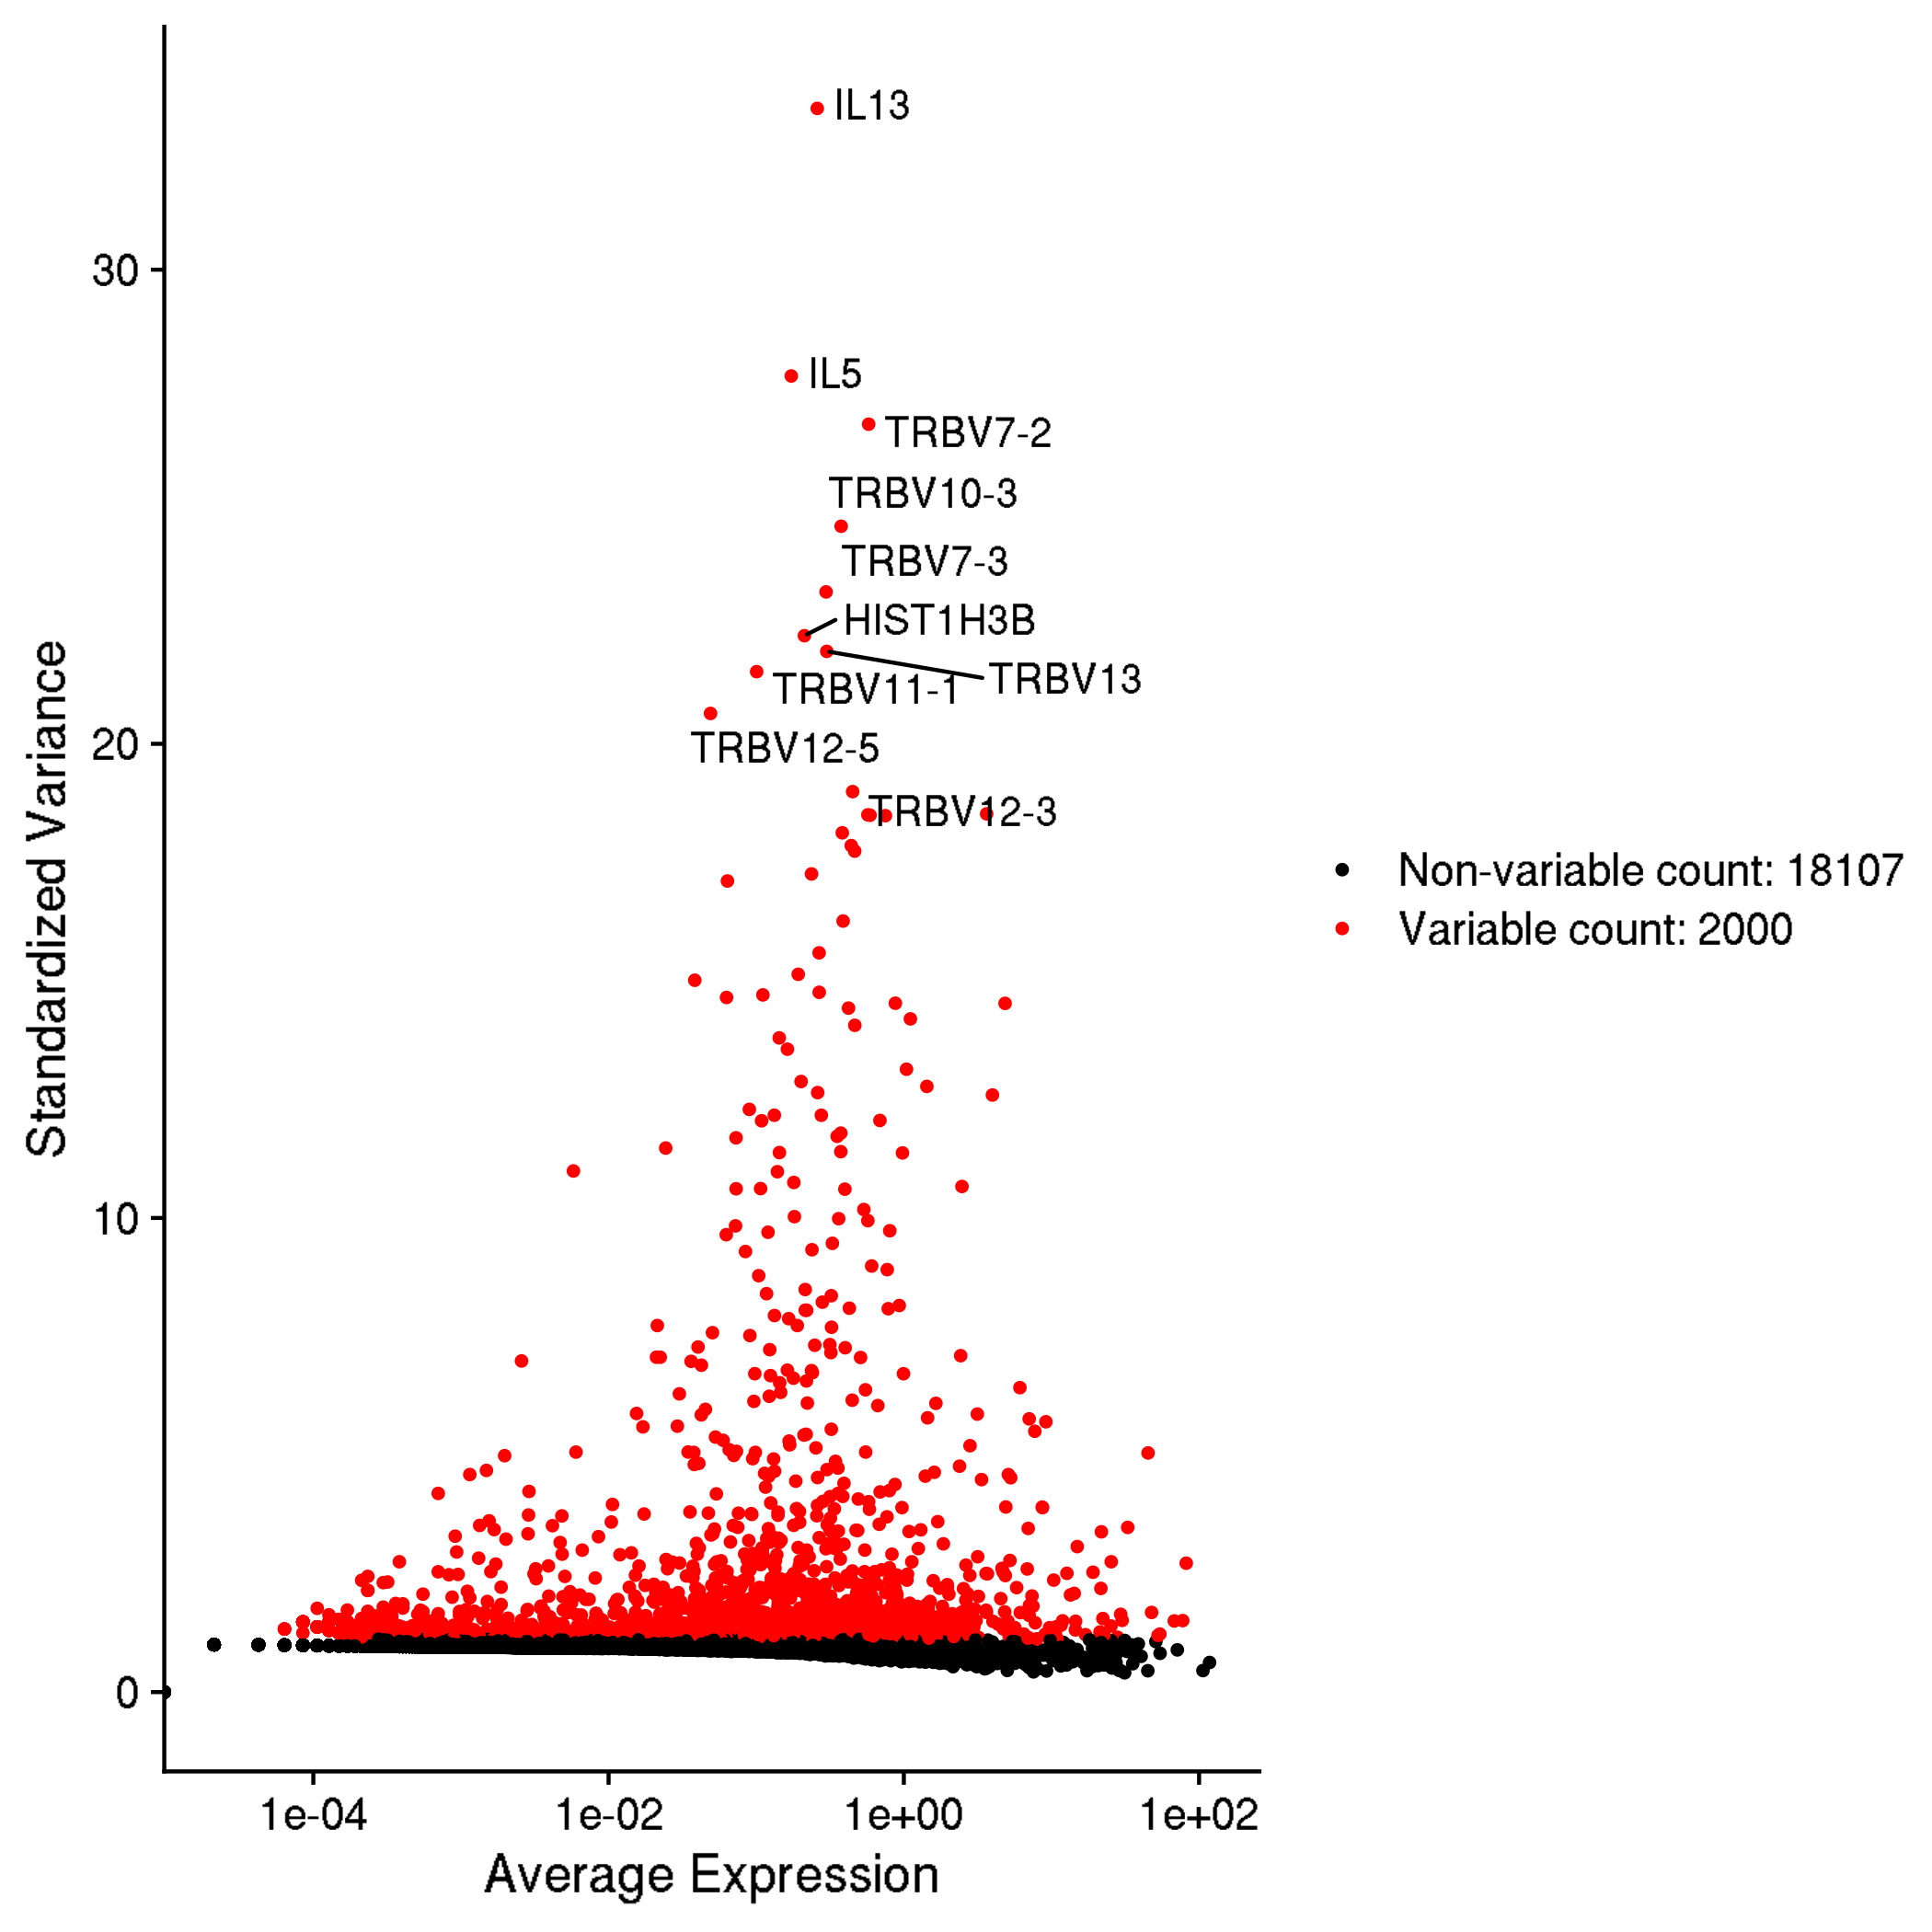 IL13
30
IL5
TRBV7-2
TRBV10-3
TRBV7-3
HIST1H3B
TRBV13
TRBV11-1
20
TRBV12-5
TRBV12-3
Standardized Variance
Non-variable count: 18107
Variable count: 2000
10
0
1e-04
1e-02
1e+00
1e+02
Average Expression